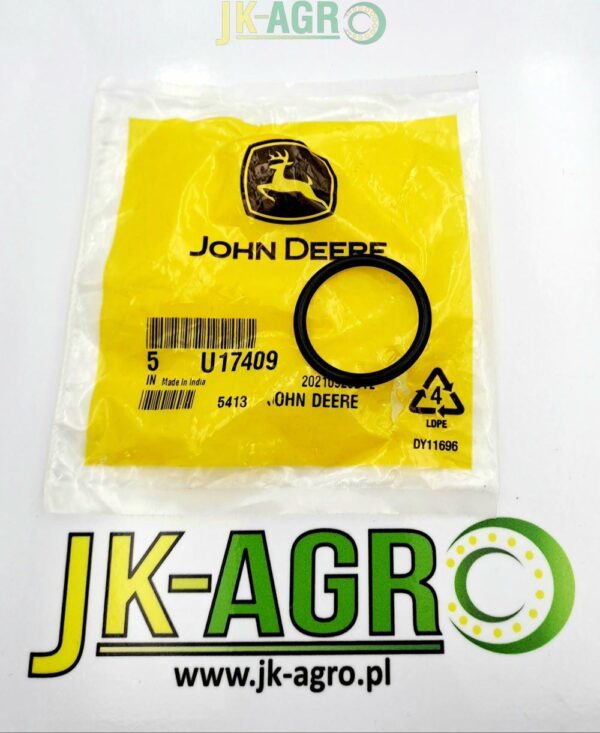 JK-AGRO
JOHN DEERE
5 U17409
IN Made in India
5413 JOHN DEERE
4
LDPE
DY11696
JK-AGRO
www.jk-agro.pl